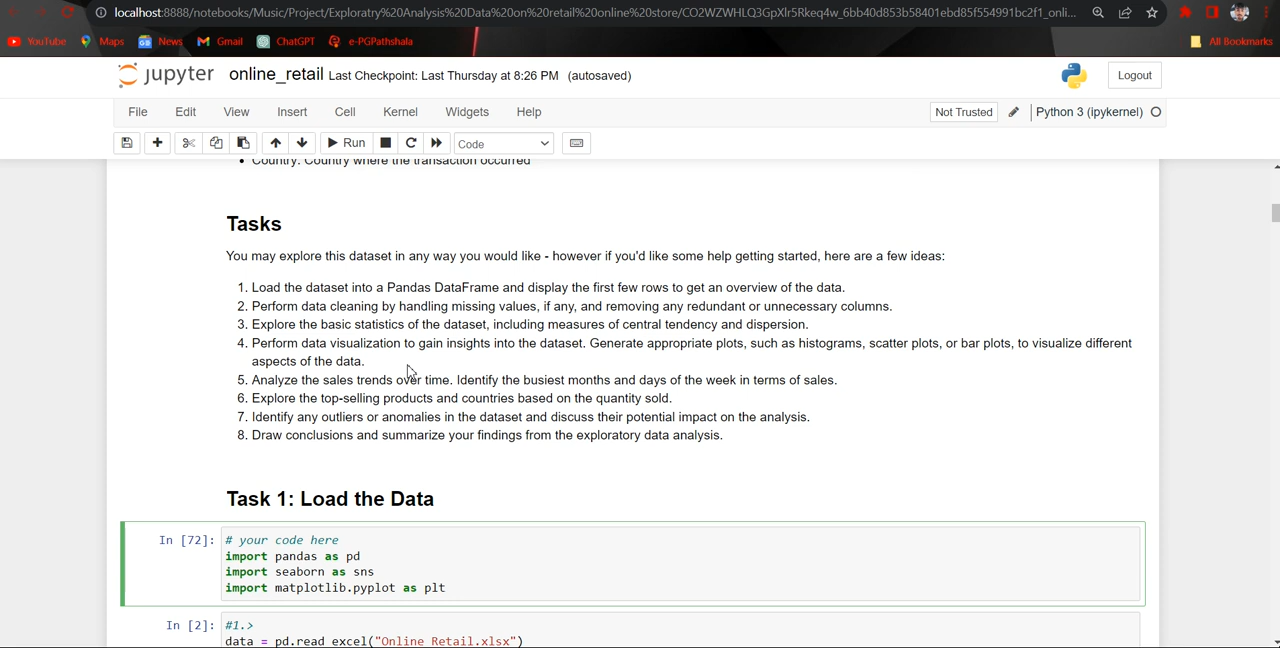 localhost:8888/notebooks/Music/Project/Exploratry%20Analysis%20Data%20on%20retail%20online%20store/CO2WZWHLQ3GpXlr5Rkeq4w_6bb40d853b58401ebd85f554991bc2f1_onli...
YouTube Maps News Gmail ChatGPT e-PGPathshala All Bookmarks
jupyter online_retail Last Checkpoint: Last Thursday at 8:26 PM (autosaved) Logout
File Edit View Insert Cell Kernel Widgets Help Not Trusted Python 3 (ipykernel)
Run Code
• Country: Country where the transaction occurred
Tasks
You may explore this dataset in any way you would like - however if you'd like some help getting started, here are a few ideas:
1. Load the dataset into a Pandas DataFrame and display the first few rows to get an overview of the data.
2. Perform data cleaning by handling missing values, if any, and removing any redundant or unnecessary columns.
3. Explore the basic statistics of the dataset, including measures of central tendency and dispersion.
4. Perform data visualization to gain insights into the dataset. Generate appropriate plots, such as histograms, scatter plots, or bar plots, to visualize different
aspects of the data.
5. Analyze the sales trends over time. Identify the busiest months and days of the week in terms of sales.
6. Explore the top-selling products and countries based on the quantity sold.
7. Identify any outliers or anomalies in the dataset and discuss their potential impact on the analysis.
8. Draw conclusions and summarize your findings from the exploratory data analysis.
Task 1: Load the Data
In [72]: # your code here
import pandas as pd
import seaborn as sns
import matplotlib.pyplot as plt
In [2]: #1.>
data = pd.read_excel("Online Retail.xlsx")